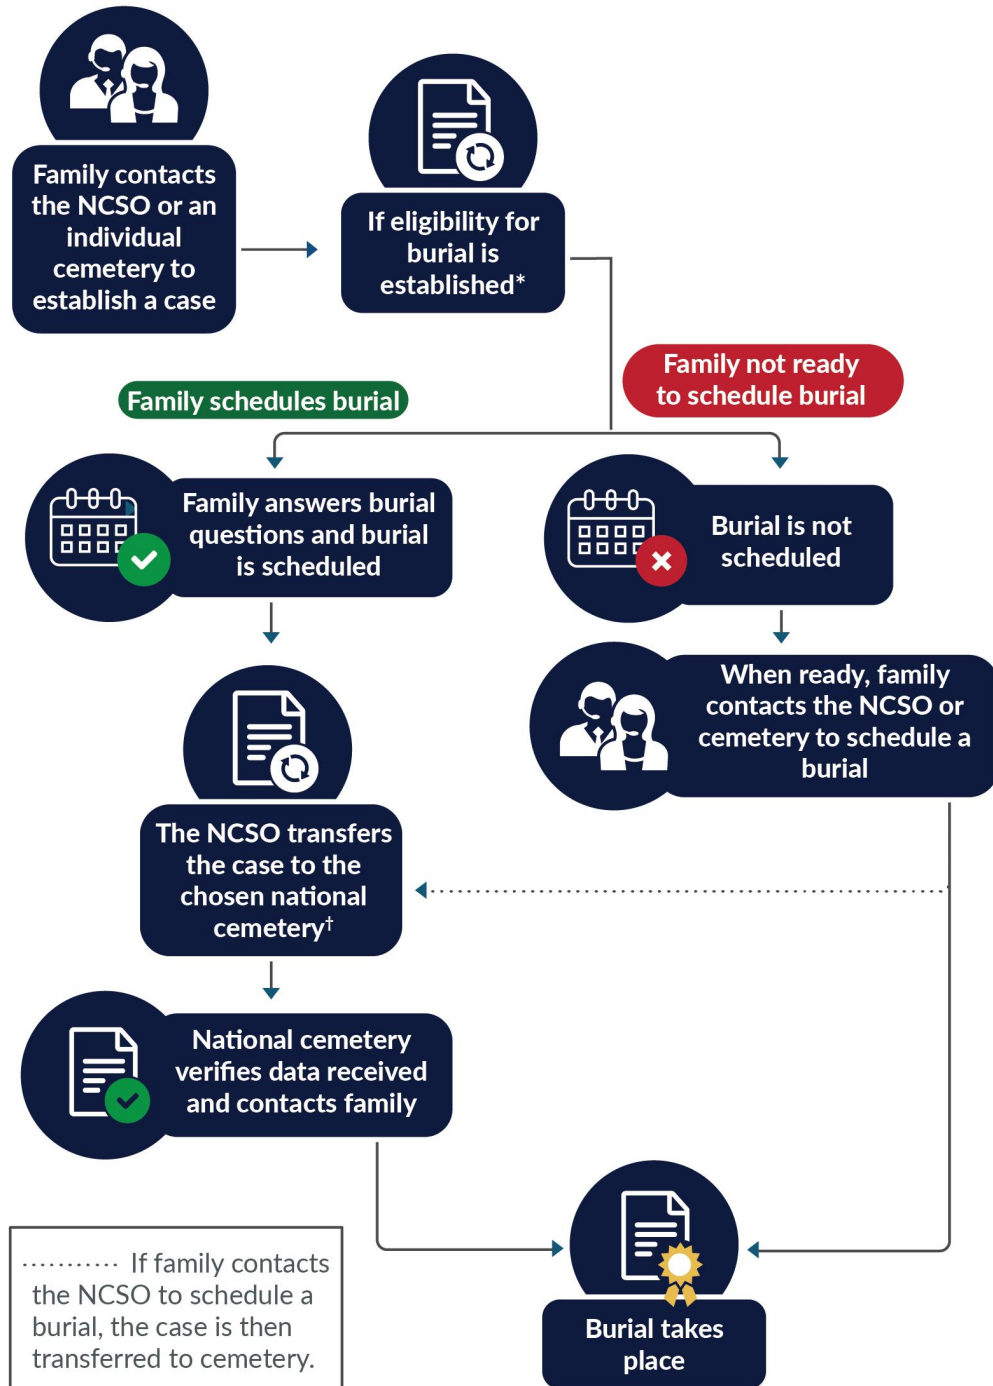 Family contacts
the NCSO or an
individual
cemetery to
establish a case
If eligibility for
burial is
established*
Family schedules burial
Family not ready
to schedule burial
Family answers burial
questions and burial
is scheduled
Burial is not
scheduled
When ready, family
contacts the NCSO or
cemetery to schedule a
burial
The NCSO transfers
the case to the
chosen national
cemetery†
National cemetery
verifies data received
and contacts family
Burial takes
place
.......... If family contacts
the NCSO to schedule a
burial, the case is then
transferred to cemetery.